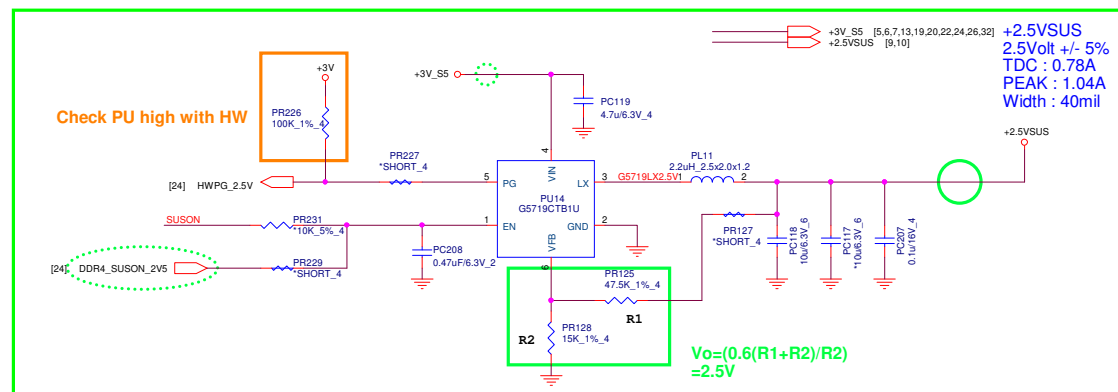 +3V_S5 [5,6,7,13,19,20,22,24,26,32]
+2.5VSUS [9,10]
+2.5VSUS
2.5Volt +/- 5%
TDC : 0.78A
PEAK : 1.04A
Width : 40mil
+3V
+3V_S5
Check PU high with HW
PR226
100K_1%_4
PC119
4.7u/6.3V_4
+2.5VSUS
[24] HWPG_2.5V
PR227
*SHORT_4
5
PG
4
VIN
PU14
G5719CTB1U
LX
3
G5719LX2.5V
1
PL11
2.2uH_2.5x2.0x1.2
2
SUSON
PR231
*10K_5%_4
1
EN
GND
2
VFB
6
PC208
0.47uF/6.3V_2
[24] DDR4_SUSON_2V5
PR229
*SHORT_4
PR127
*SHORT_4
PC118
10u/6.3V_6
PC117
*10u/6.3V_6
PC207
0.1u/16V_4
PR125
47.5K_1%_4
R1
R2
PR128
15K_1%_4
Vo=(0.6(R1+R2)/R2)
=2.5V